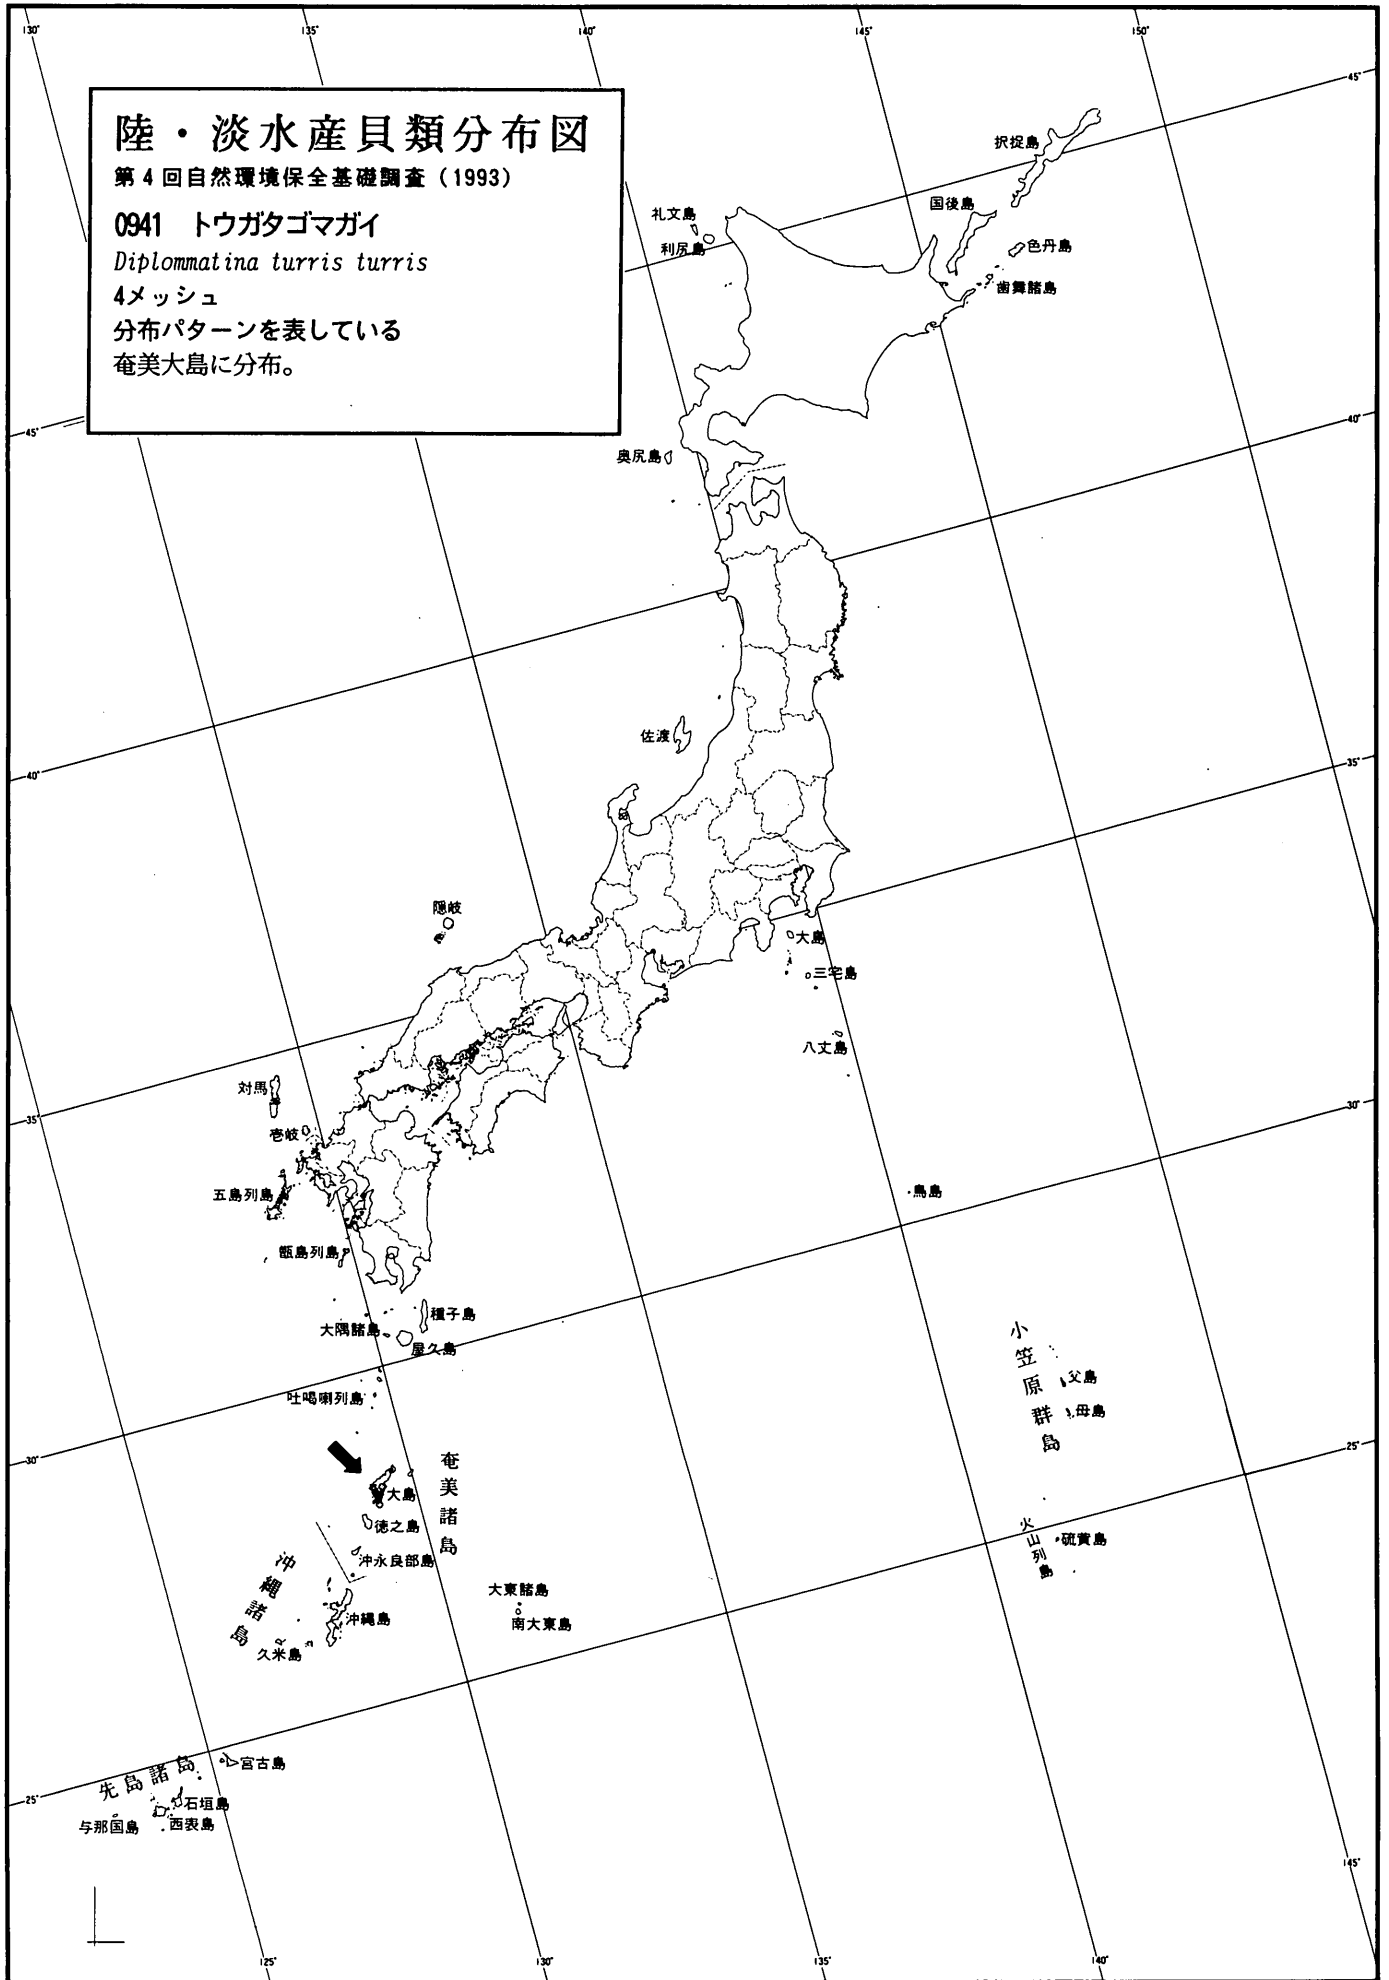 130°
135°
140°
145°
150°
陸・淡水産貝類分布図
第4回自然環境保全基礎調査（1993）
0941 トウガタゴマガイ
Diplommatina turris turris
4メッシュ
分布パターンを表している
奄美大島に分布。
45°
択捉島
国後島
礼文島
利尻島
色丹島
歯舞諸島
40°
45°
奥尻島
佐渡
35°
40°
隠岐
大島
三宅島
八丈島
対馬
35°
壱岐
30°
五島列島
鳥島
甑島列島
種子島
大隅諸島
屋久島
小笠原群島
父島
母島
吐噶喇列島
25°
30°
奄美諸島
大島
徳之島
沖永良部島
火山列島
硫黄島
沖縄諸島
大東諸島
南大東島
沖縄島
久米島
先島諸島
宮古島
石垣島
与那国島
西表島
25°
145°
125°
130°
135°
140°